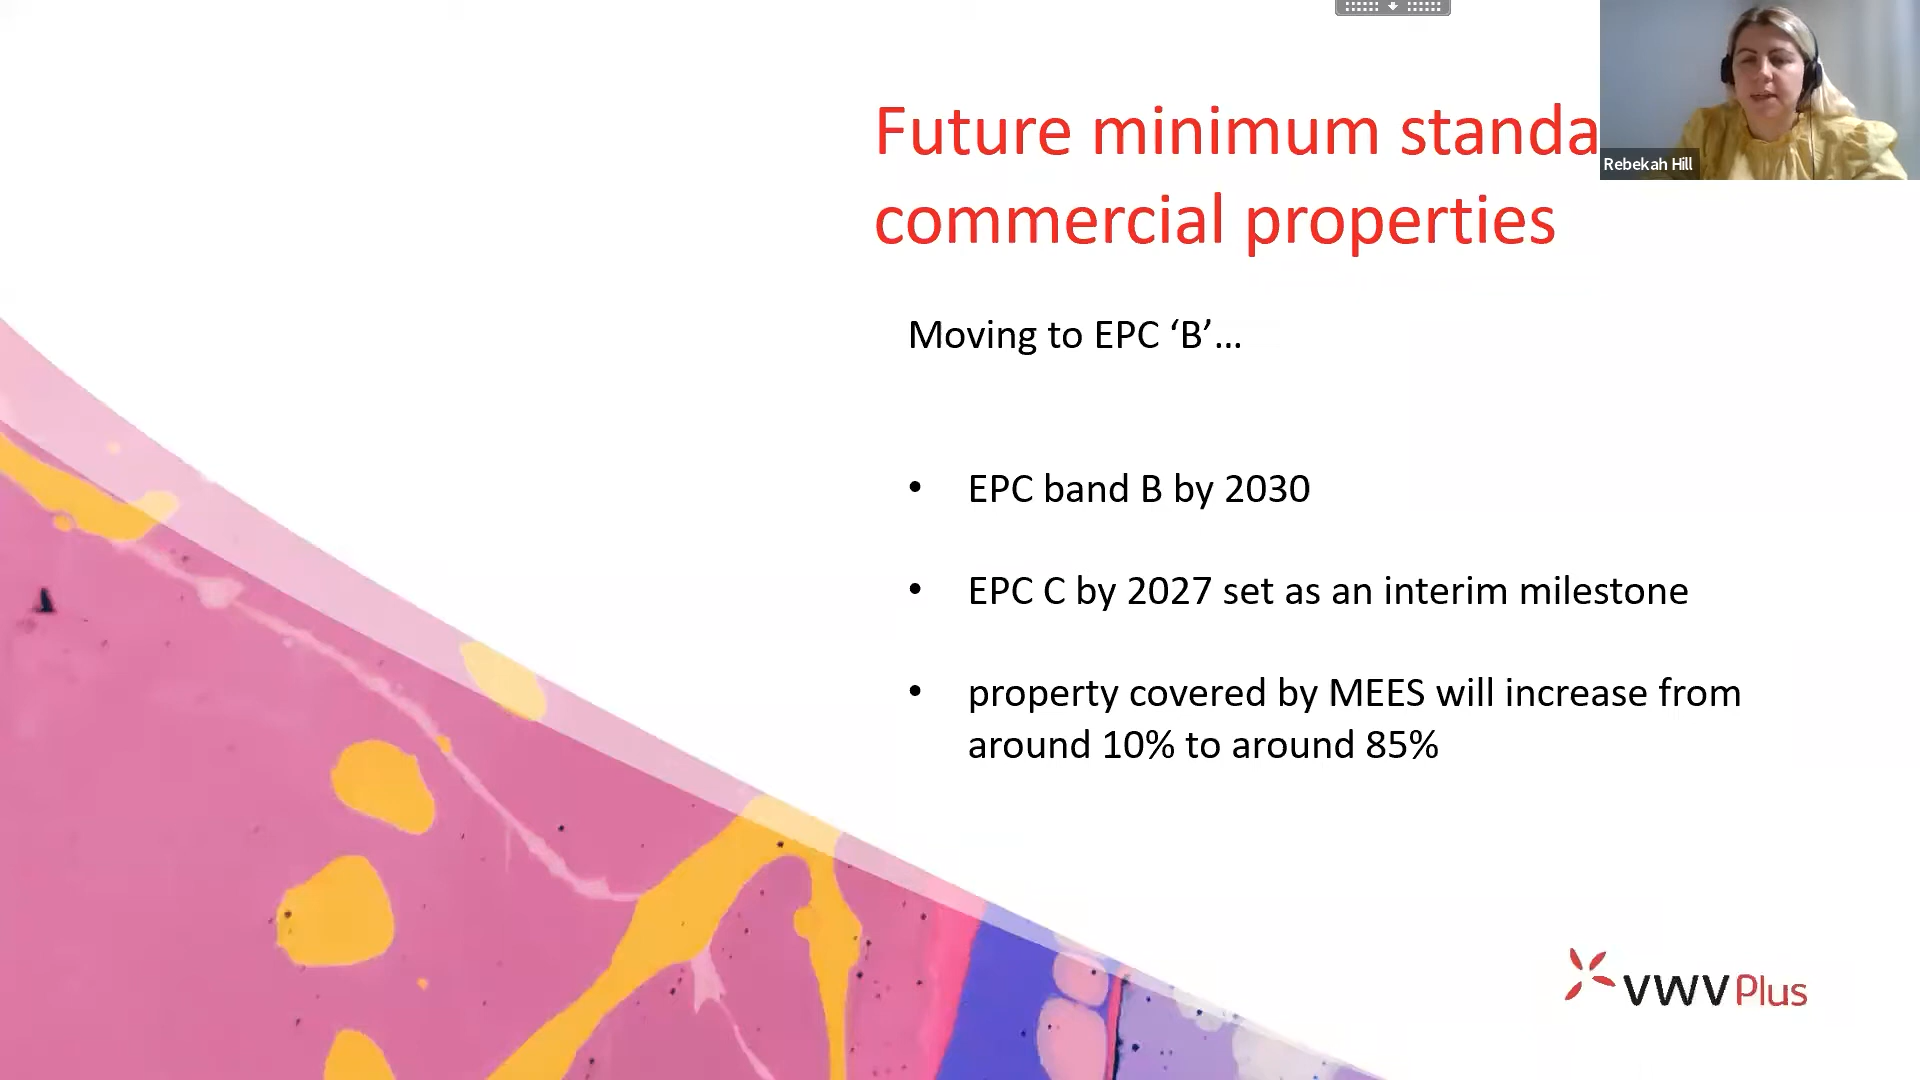 Future minimum standa
commercial properties
Rebekah Hill
Moving to EPC ‘B’...
• EPC band B by 2030
• EPC C by 2027 set as an interim milestone
• property covered by MEES will increase from
around 10% to around 85%
VWV Plus